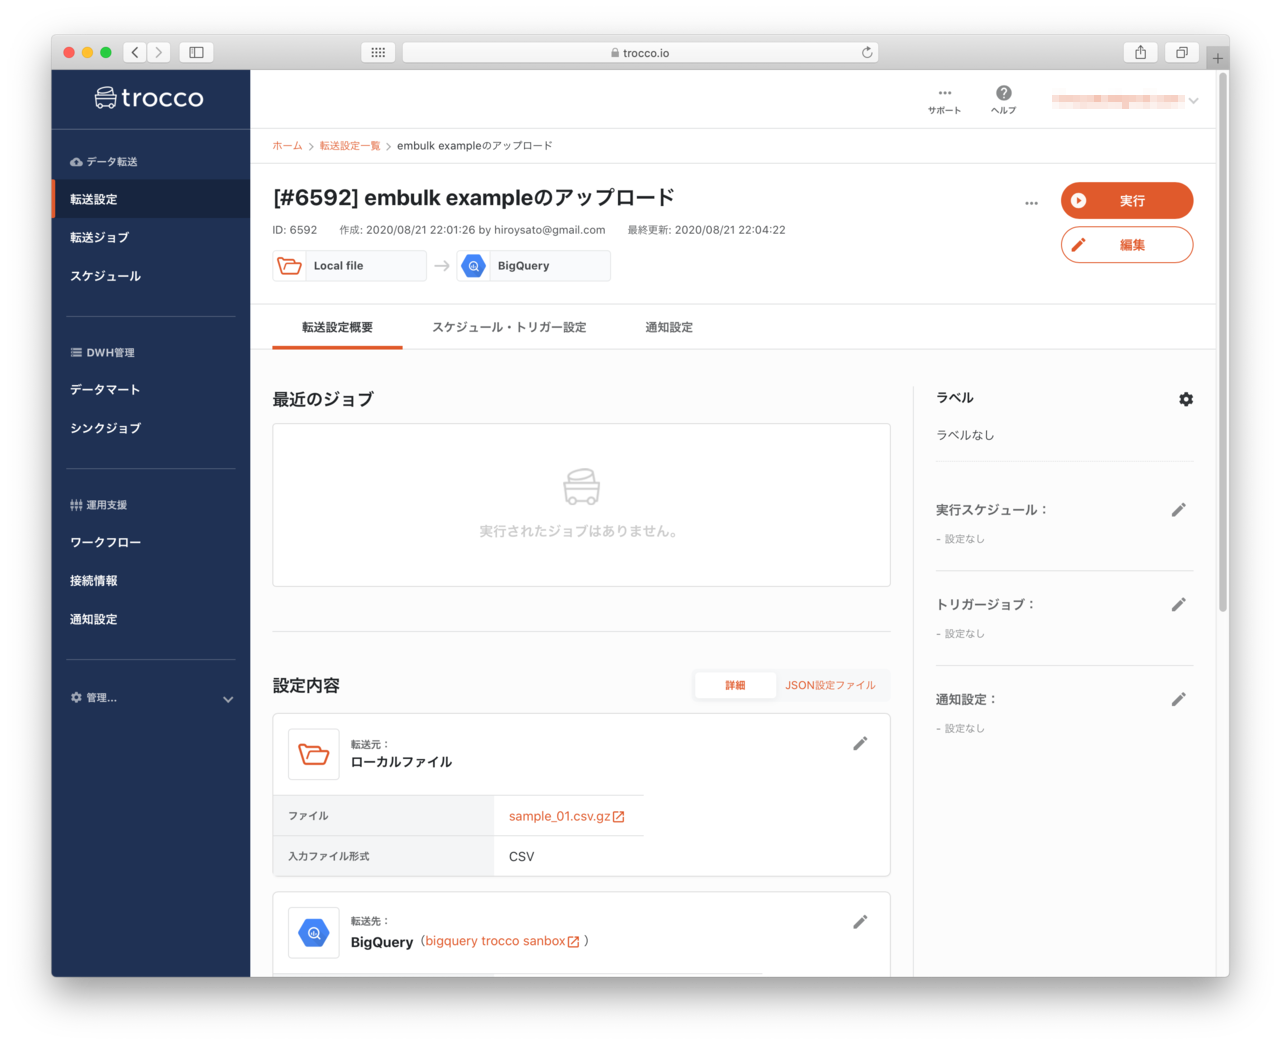 trocco.io
trocco
サポート
ヘルプ
データ転送
転送設定
転送ジョブ
スケジュール
DWH管理
データマート
シンクジョブ
運用支援
ワークフロー
接続情報
通知設定
管理...
ホーム > 転送設定一覧 > embulk exampleのアップロード
[#6592] embulk exampleのアップロード
ID: 6592 作成: 2020/08/21 22:01:26 by hiroysato@gmail.com 最終更新: 2020/08/21 22:04:22
Local file → BigQuery
実行
編集
転送設定概要 スケジュール・トリガー設定 通知設定
最近のジョブ
実行されたジョブはありません。
設定内容
詳細 JSON設定ファイル
転送元：
ローカルファイル
ファイル sample_01.csv.gz
入力ファイル形式 CSV
転送先：
BigQuery（bigquery trocco sanbox）
ラベル
ラベルなし
実行スケジュール：
- 設定なし
トリガージョブ：
- 設定なし
通知設定：
- 設定なし